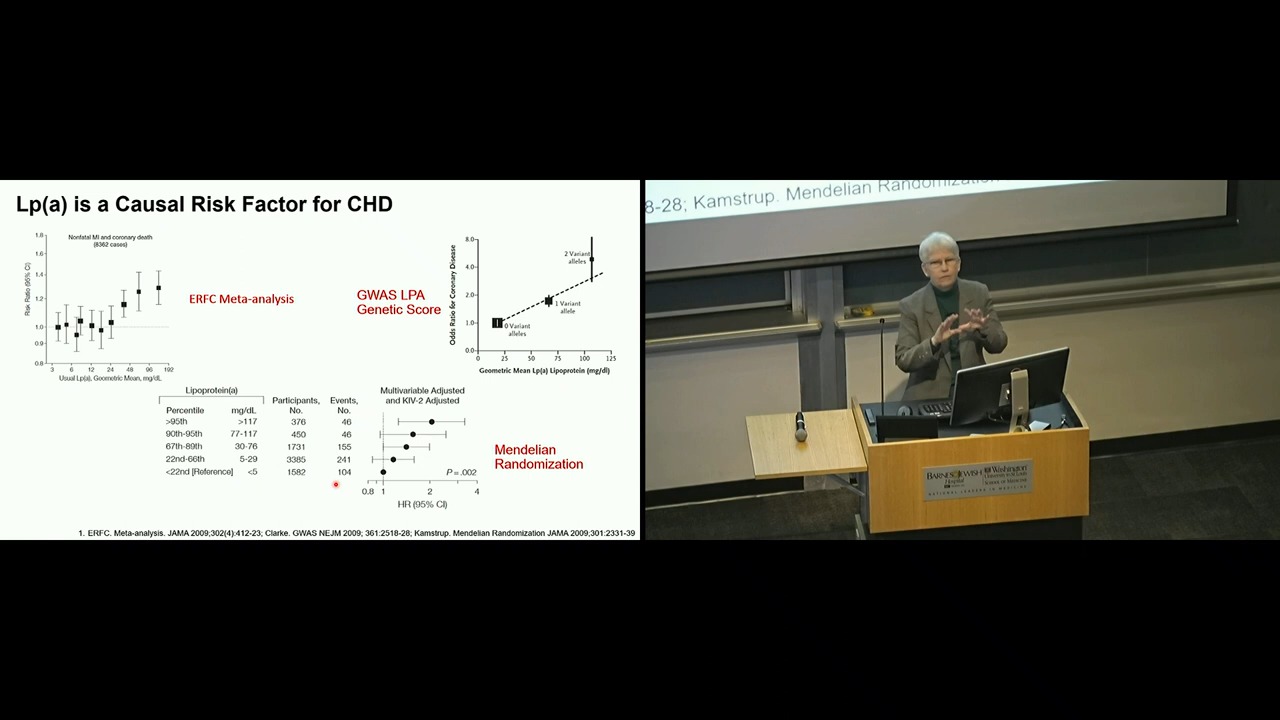 Lp(a) is a Causal Risk Factor for CHD
Nonfatal MI and coronary death
(8362 cases)
Risk Ratio (95% CI)
1.8
1.6
1.4
1.2
1.0
0.9
0.8
3 6 12 24 48 96 192
Usual Lp(a), Geometric Mean, mg/dL
ERFC Meta-analysis
GWAS LPA
Genetic Score
Odds Ratio for Coronary Disease
8.0
4.0
2.0
1.0
0.0
2 Variant
alleles
1 Variant
allele
0 Variant
alleles
0 25 50 75 100 125
Geometric Mean Lp(a) Lipoprotein (mg/dl)
Lipoprotein(a)
Percentile mg/dL
Participants,
No.
Events,
No.
Multivariable Adjusted
and KIV-2 Adjusted
>95th >117 376 46
90th-95th 77-117 450 46
67th-89th 30-76 1731 155
22nd-66th 5-29 3385 241
<22nd [Reference] <5 1582 104
P=.002
0.8 1 2 4
HR (95% CI)
Mendelian
Randomization
1. ERFC. Meta-analysis. JAMA 2009;302(4):412-23; Clarke. GWAS NEJM 2009; 361:2518-28; Kamstrup. Mendelian Randomization JAMA 2009;301:2331-39
8-28; Kamstrup. Mendelian Randomization
BARNES JEWISH
Hospital
Washington
University in St. Louis
School of Medicine
NATIONAL LEADERS IN MEDICINE